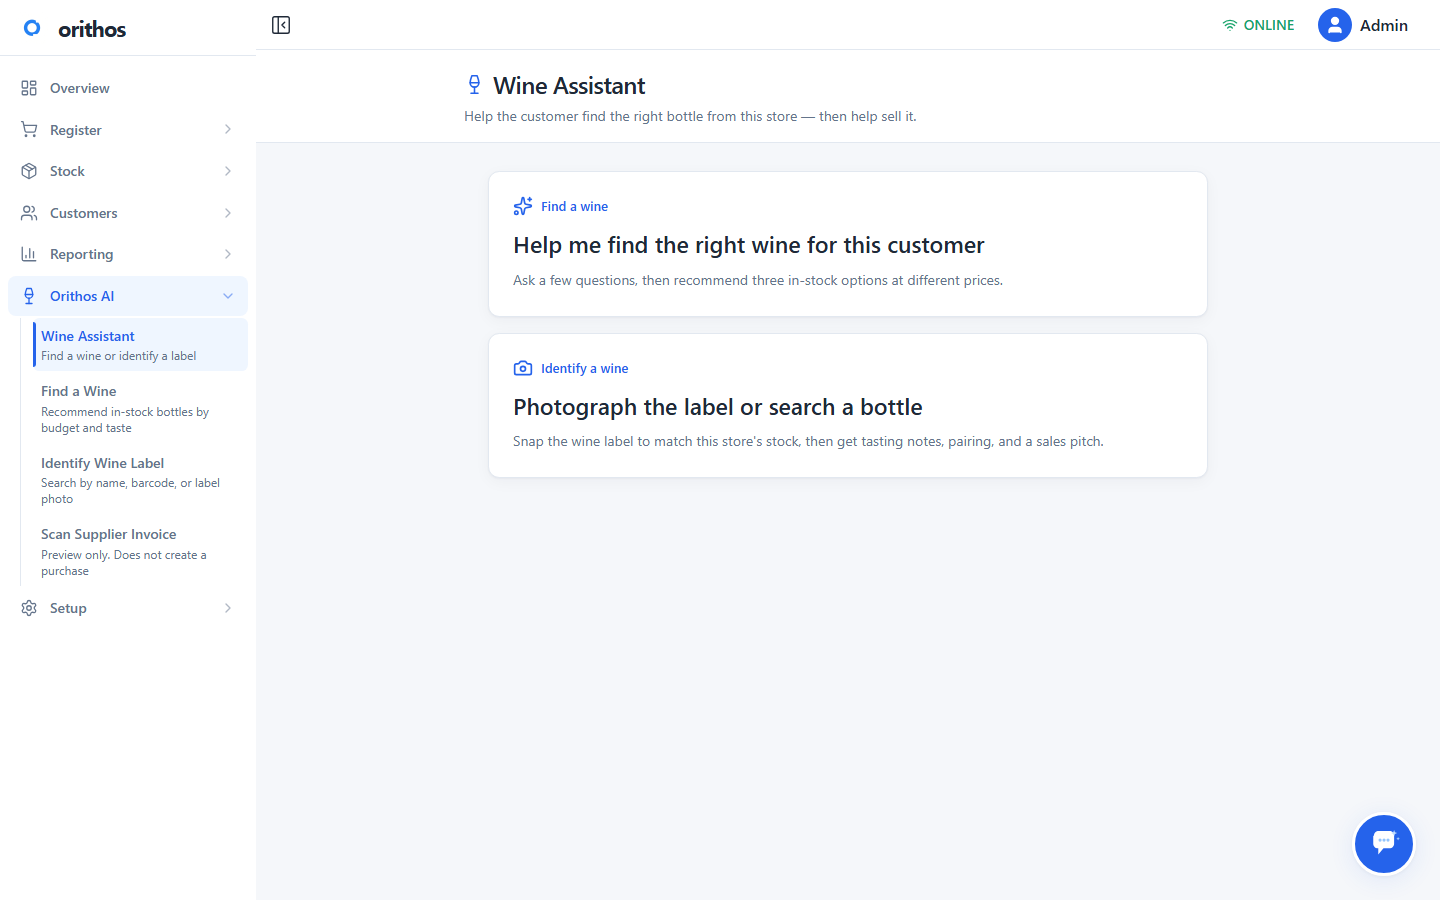 orithos
ONLINE
Admin
Overview
Register
Stock
Customers
Reporting
Orithos AI
Wine Assistant
Find a wine or identify a label
Find a Wine
Recommend in-stock bottles by
budget and taste
Identify Wine Label
Search by name, barcode, or label
photo
Scan Supplier Invoice
Preview only. Does not create a
purchase
Setup
Wine Assistant
Help the customer find the right bottle from this store — then help sell it.
Find a wine
Help me find the right wine for this customer
Ask a few questions, then recommend three in-stock options at different prices.
Identify a wine
Photograph the label or search a bottle
Snap the wine label to match this store's stock, then get tasting notes, pairing, and a sales pitch.